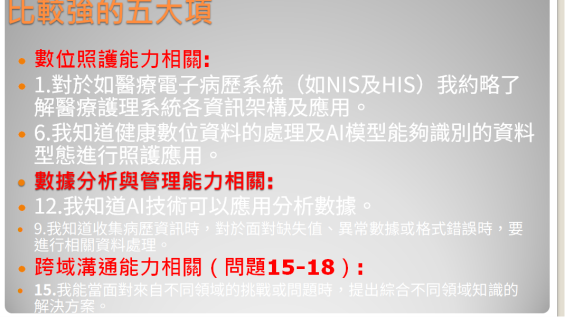 比較強的五大項
數位照護能力相關:
1.對於如醫療電子病歷系統（如NIS及HIS）我約略了
解醫療護理系統各資訊架構及應用。
6.我知道健康數位資料的處理及AI模型能夠識別的資料
型態進行照護應用。
數據分析與管理能力相關:
12.我知道AI技術可以應用分析數據。
9.我知道收集病歷資訊時，對於面對缺失值、異常數據或格式錯誤時，要
進行相關資料處理。
跨域溝通能力相關（問題15-18）:
15.我能當面對來自不同領域的挑戰或問題時，提出綜合不同領域知識的
解決方案。